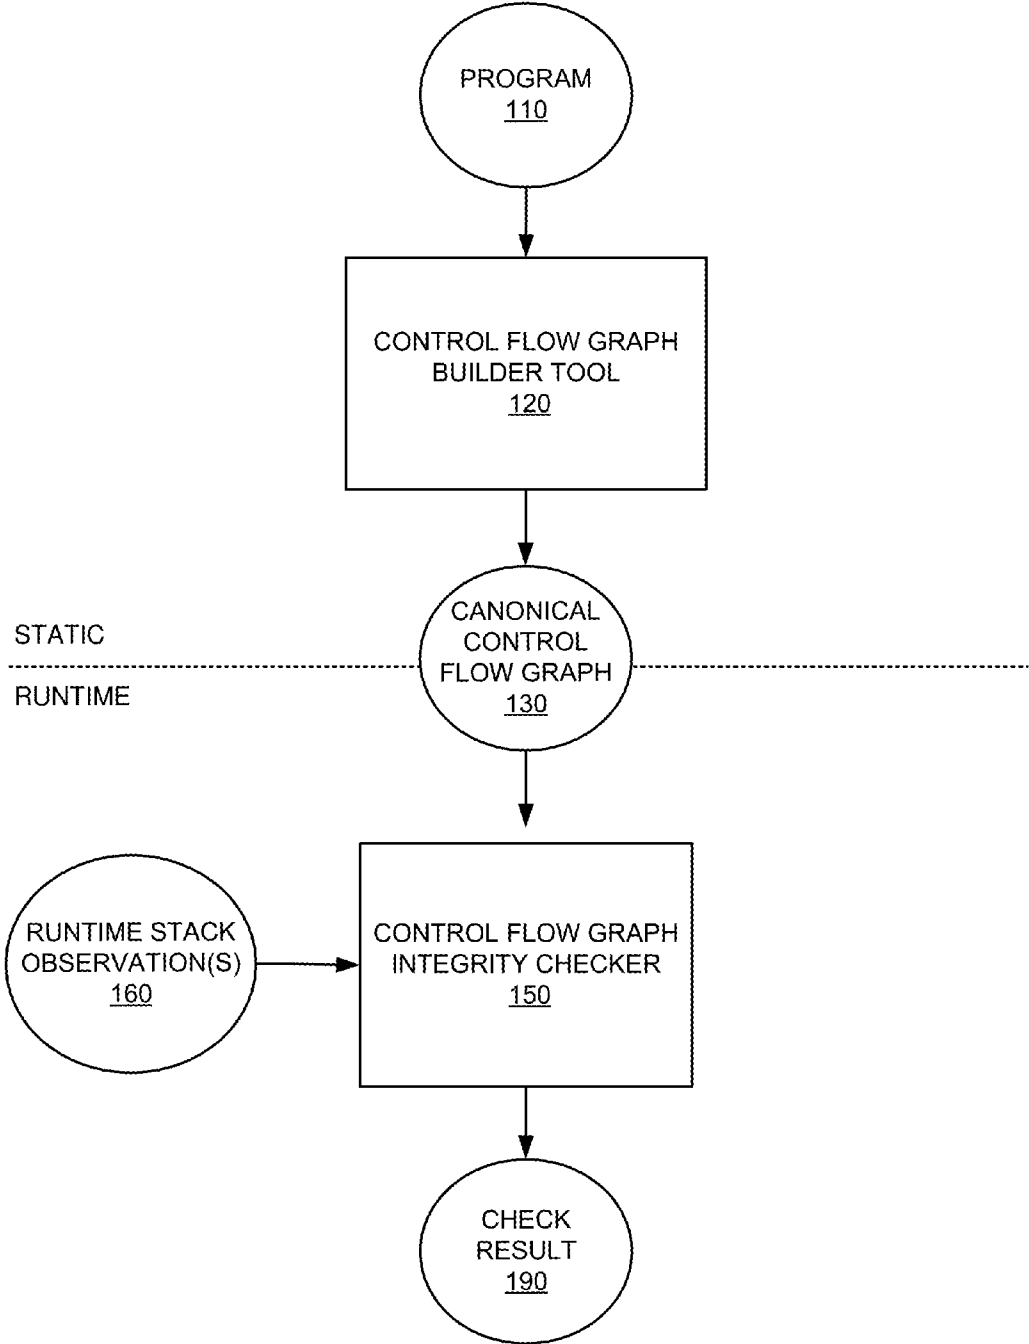 PROGRAM
110
CONTROL FLOW GRAPH
BUILDER TOOL
120
STATIC
RUNTIME
CANONICAL
CONTROL
FLOW GRAPH
130
RUNTIME STACK
OBSERVATION(S)
160
CONTROL FLOW GRAPH
INTEGRITY CHECKER
150
CHECK
RESULT
190